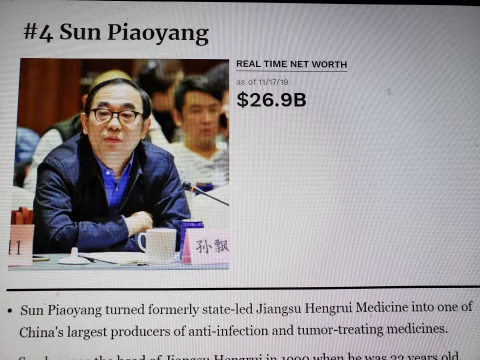 #4 Sun Piaoyang
REAL TIME NET WORTH
as of 11/17/19
$26.9B
孙飘
• Sun Piaoyang turned formerly state-led Jiangsu Hengrui Medicine into one of
China's largest producers of anti-infection and tumor-treating medicines.